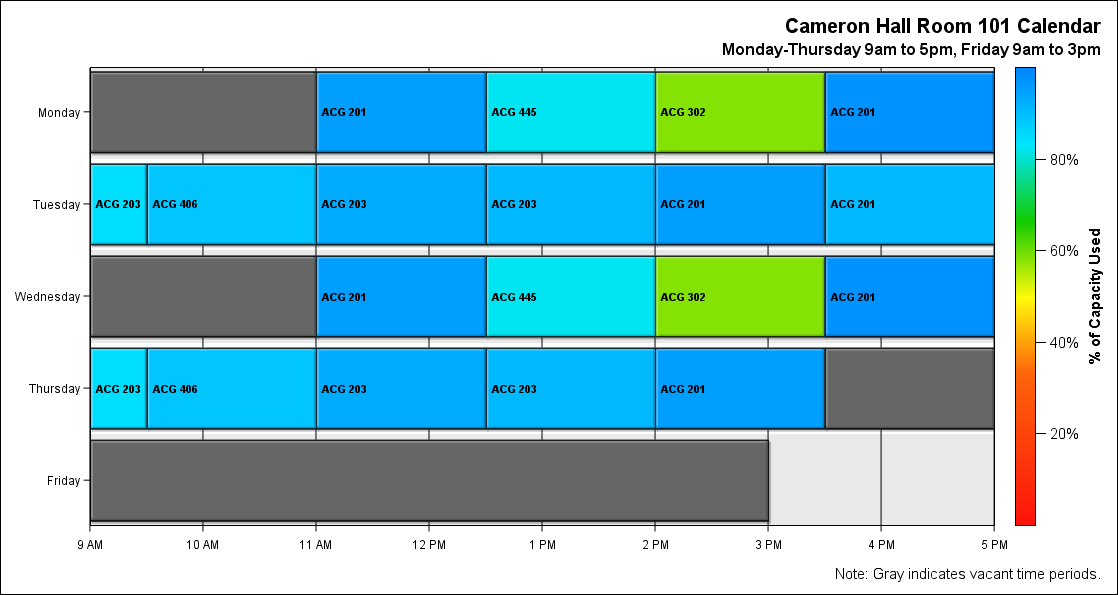 Cameron Hall Room 101 Calendar
Monday-Thursday 9am to 5pm, Friday 9am to 3pm
Monday
ACG 201
ACG 445
ACG 302
ACG 201
Tuesday
ACG 203
ACG 406
ACG 203
ACG 203
ACG 201
ACG 201
Wednesday
ACG 201
ACG 445
ACG 302
ACG 201
Thursday
ACG 203
ACG 406
ACG 203
ACG 203
ACG 201
Friday
9 AM
10 AM
11 AM
12 PM
1 PM
2 PM
3 PM
4 PM
5 PM
80%
60%
40%
20%
% of Capacity Used
Note: Gray indicates vacant time periods.